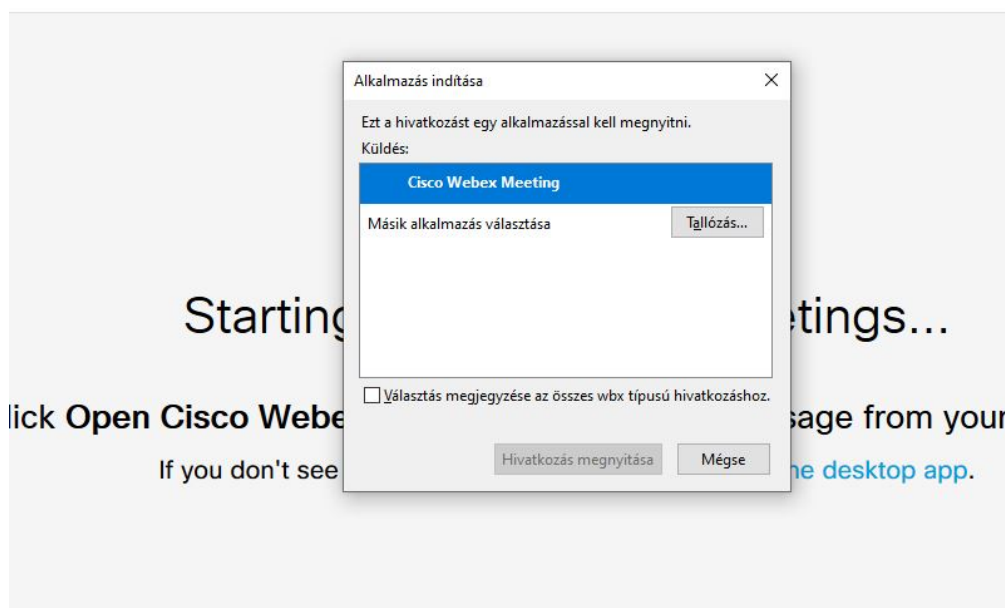 Alkalmazás indítása
Ezt a hivatkozást egy alkalmazással kell megnyitni.
Küldés:
Cisco Webex Meeting
Másik alkalmazás választása
Tallózás...
Választás megjegyzése az összes wbx típusú hivatkozáshoz.
Hivatkozás megnyitása
Mégse
Starting tings...
lick Open Cisco Webe sage from your
If you don't see he desktop app.